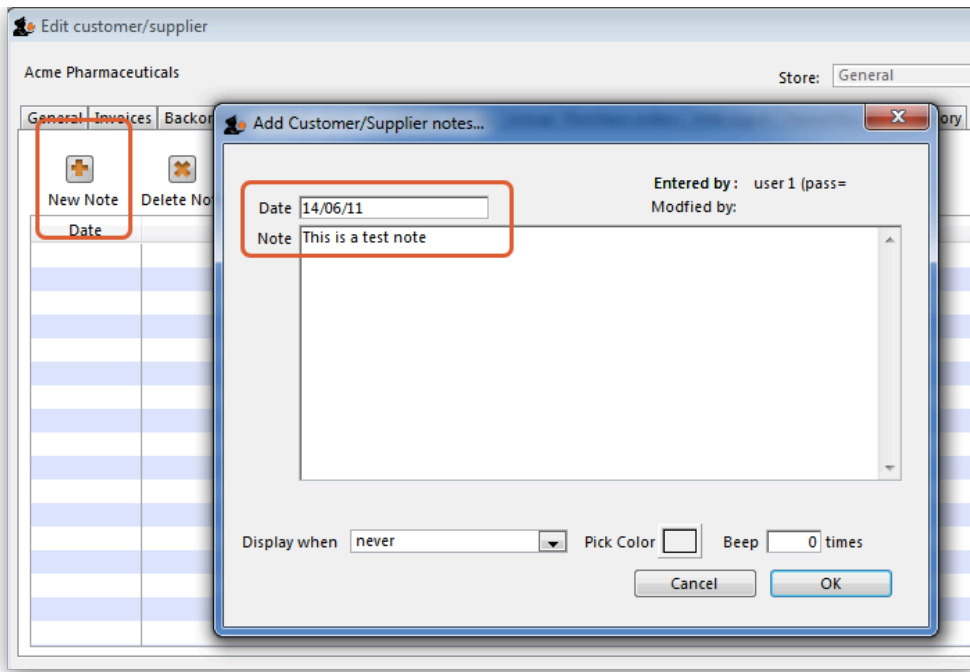 Edit customer/supplier
Acme Pharmaceuticals
Store: General
General Invoices Backor
ory
Add Customer/Supplier notes...
New Note Delete No
Date
Entered by : user 1 (pass=
Modfied by:
Date 14/06/11
Note This is a test note
Display when never Pick Color Beep 0 times
Cancel OK